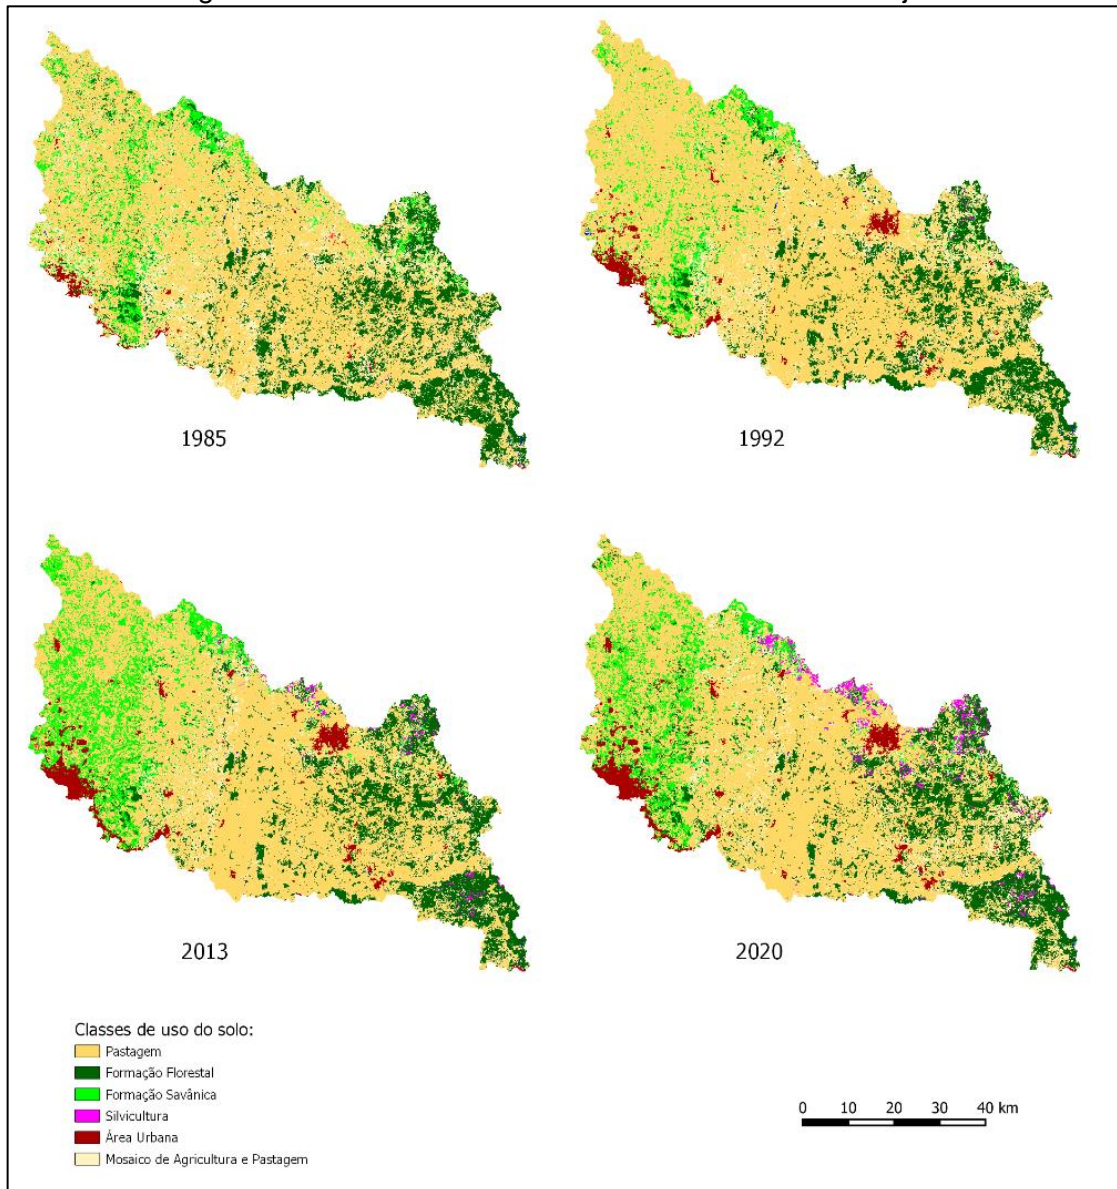 1985
1992
2013
2020
Classes de uso do solo:
Pastagem
Formação Florestal
Formação Savânica
Silvicultura
Área Urbana
Mosaico de Agricultura e Pastagem
0 10 20 30 40 km